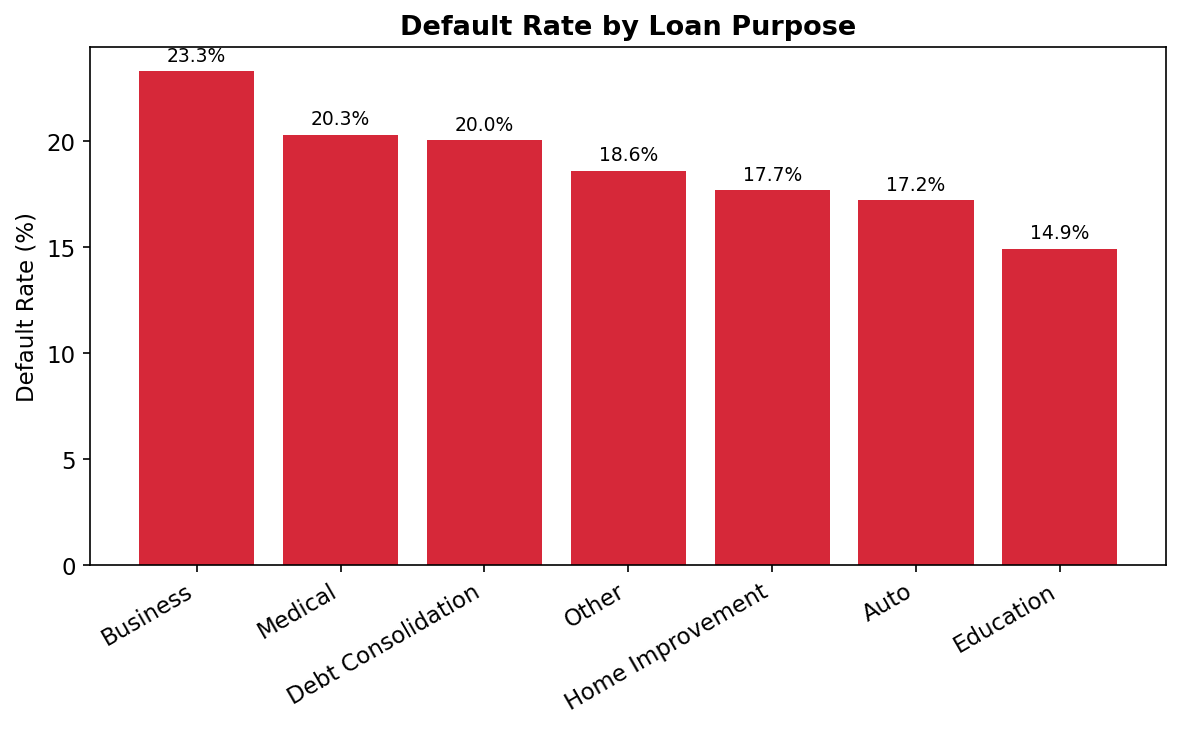 Default Rate by Loan Purpose
23.3%
20.3%
20.0%
18.6%
17.7%
17.2%
14.9%
Default Rate (%)
20
15
10
5
0
Business
Medical
Debt Consolidation
Other
Home Improvement
Auto
Education